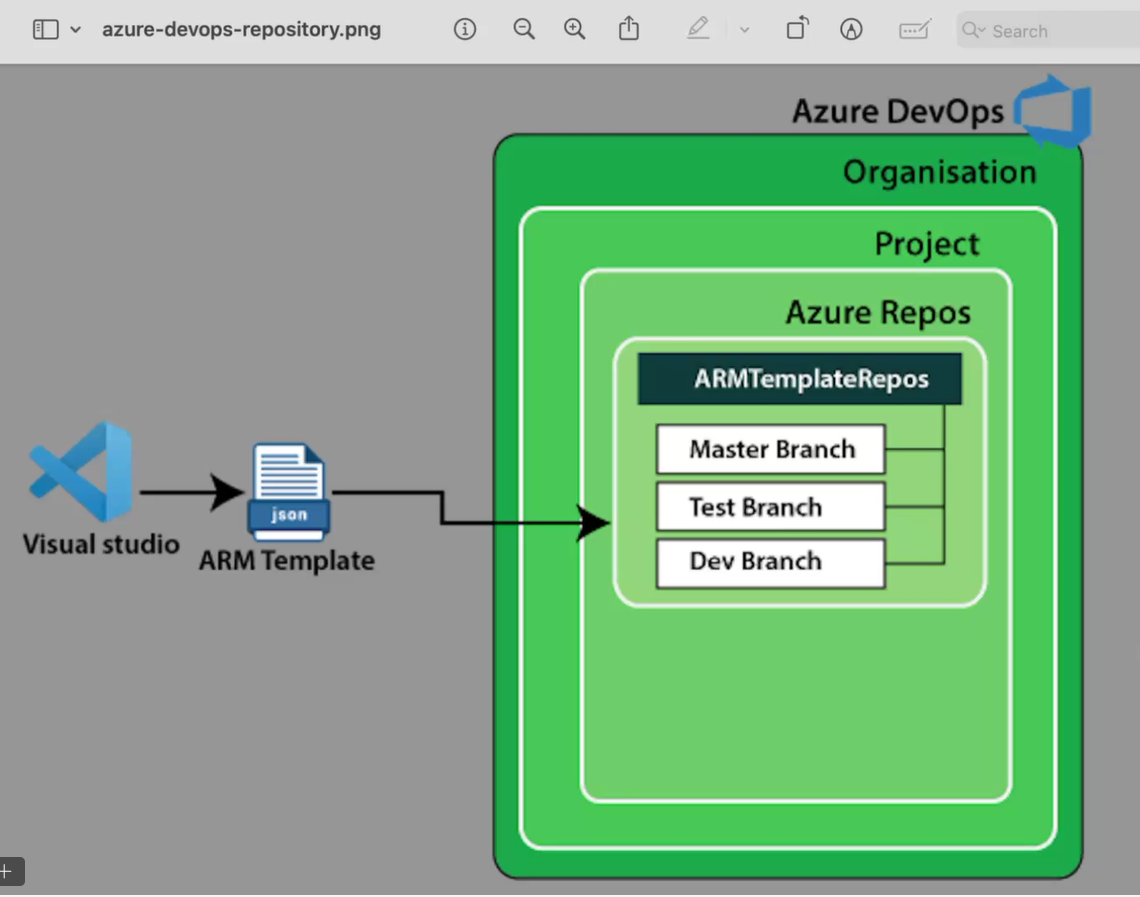 azure-devops-repository.png
Search
Azure DevOps
Organisation
Project
Azure Repos
ARMTemplateRepos
Master Branch
Test Branch
Dev Branch
json
Visual studio
ARM Template